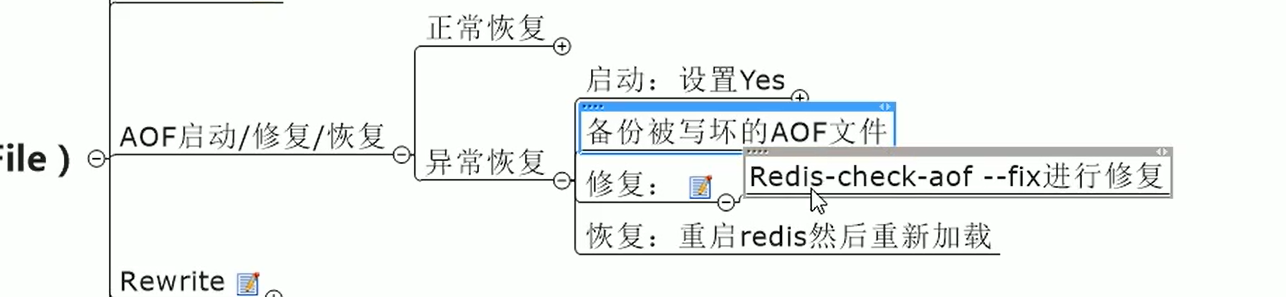 正常恢复
启动：设置Yes
备份被写坏的AOF文件
AOF启动/修复/恢复
File）
异常恢复
Redis-check-aof --fix进行修复
修复：
恢复：重启redis然后重新加载
Rewrite